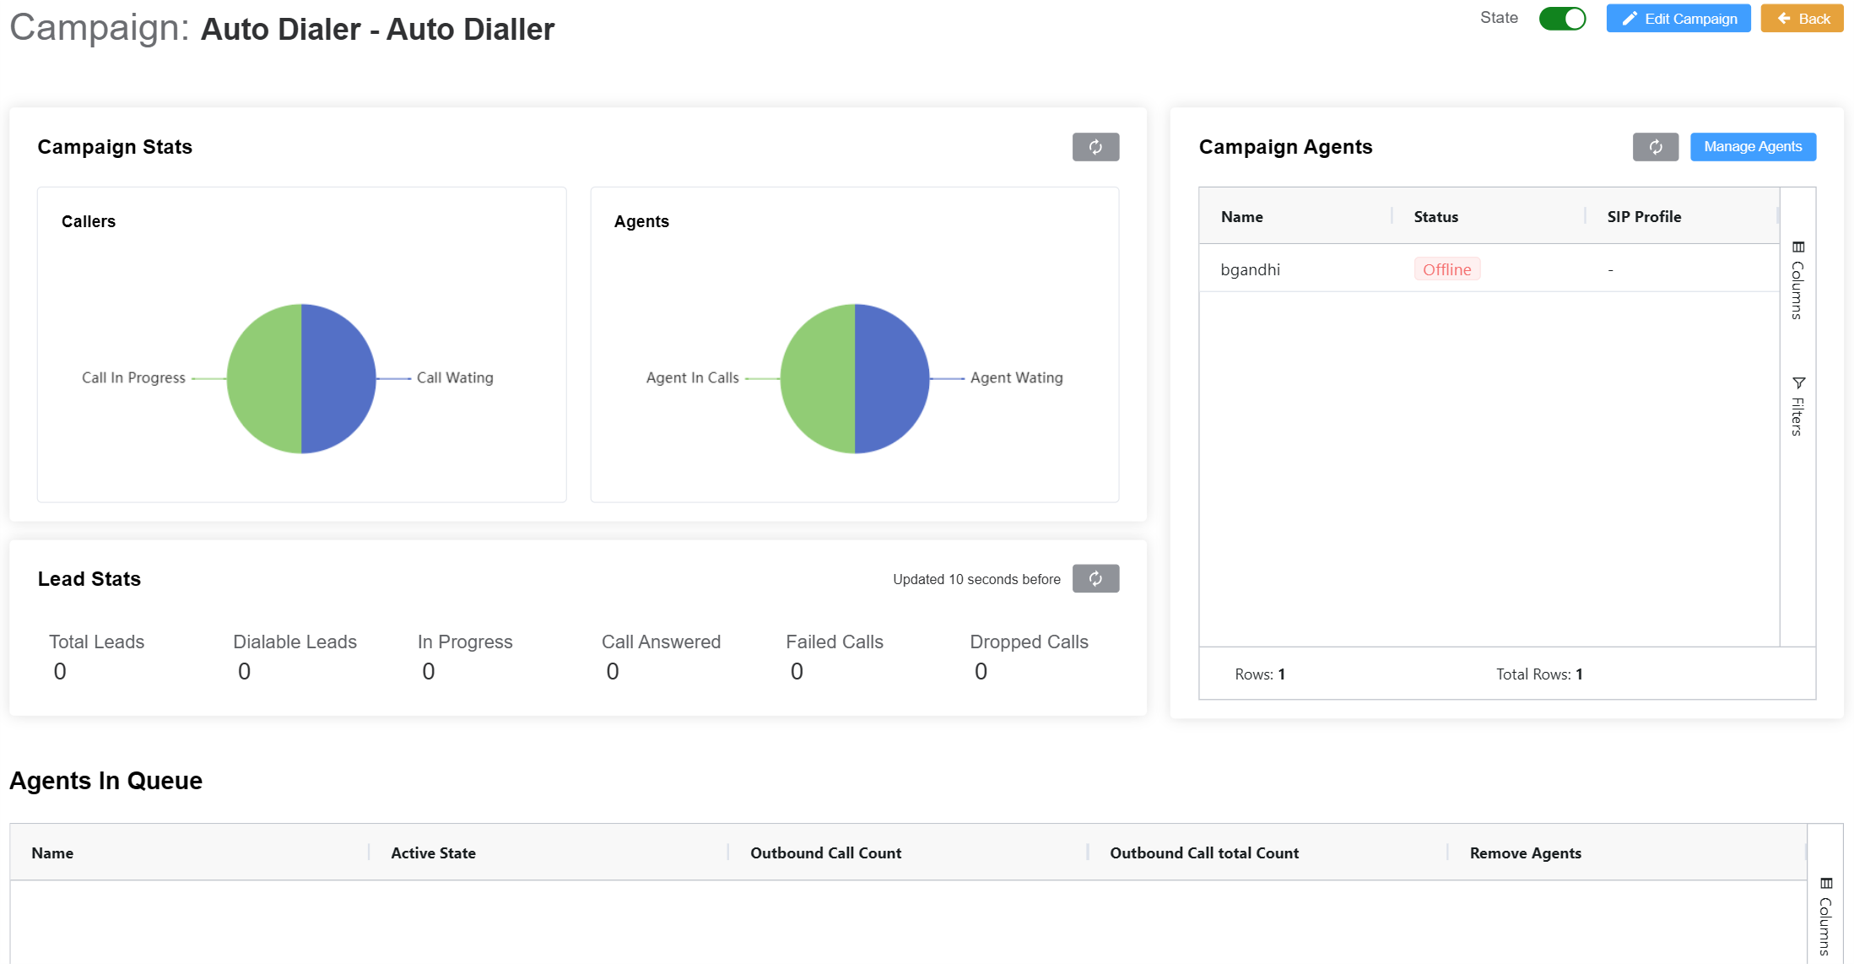 Campaign: Auto Dialer - Auto Dialler
State
Edit Campaign
Back
Campaign Stats
Callers
Call In Progress
Call Wating
Agents
Agent In Calls
Agent Wating
Campaign Agents
Manage Agents
Name Status SIP Profile
bgandhi Offline -
Columns
Filters
Rows: 1 Total Rows: 1
Lead Stats
Updated 10 seconds before
Total Leads Dialable Leads In Progress Call Answered Failed Calls Dropped Calls
0 0 0 0 0 0
Agents In Queue
Name Active State Outbound Call Count Outbound Call total Count Remove Agents
Columns